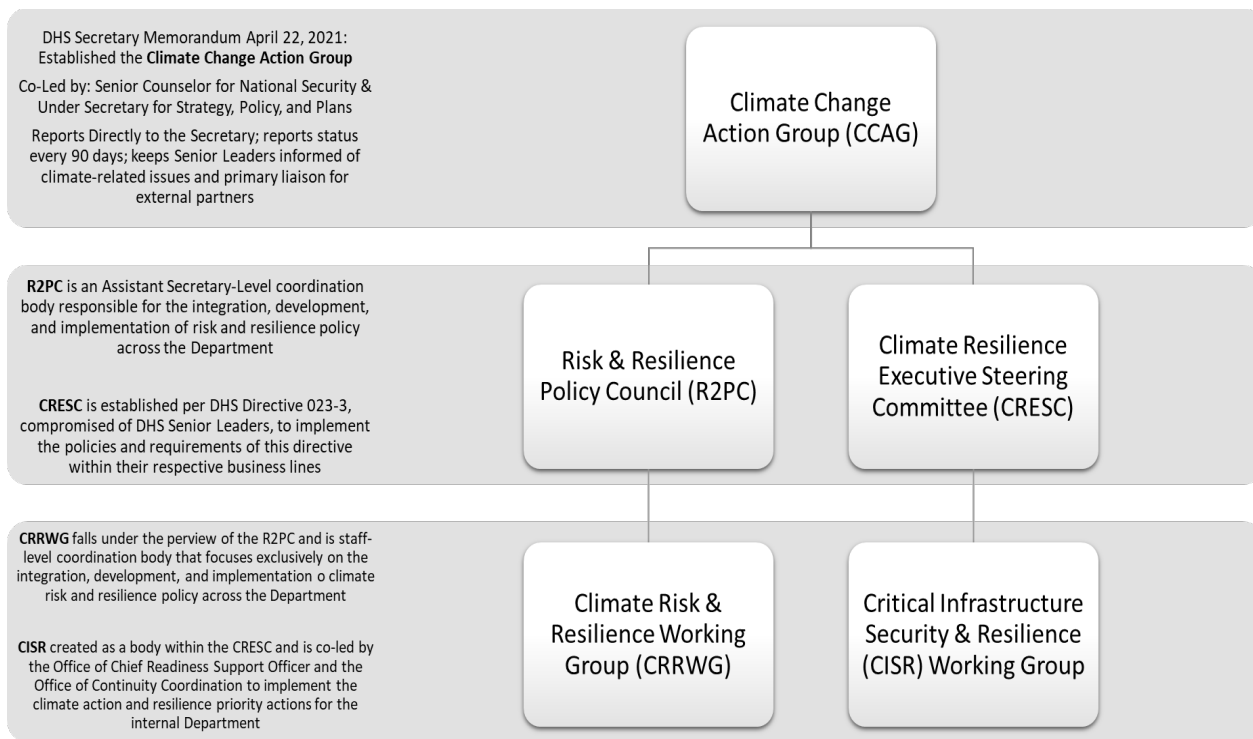 DHS Secretary Memorandum April 22, 2021:
Established the Climate Change Action Group
Co-Led by: Senior Counselor for National Security &
Under Secretary for Strategy, Policy, and Plans
Reports Directly to the Secretary; reports status
every 90 days; keeps Senior Leaders informed of
climate-related issues and primary liaison for
external partners
Climate Change
Action Group (CCAG)
R2PC is an Assistant Secretary-Level coordination
body responsible for the integration, development,
and implementation of risk and resilience policy
across the Department
CRESC is established per DHS Directive 023-3,
compromised of DHS Senior Leaders, to implement
the policies and requirements of this directive
within their respective business lines
Risk & Resilience
Policy Council (R2PC)
Climate Resilience
Executive Steering
Committee (CRESC)
CRRWG falls under the perview of the R2PC and is staff-
level coordination body that focuses exclusively on the
integration, development, and implementation o climate
risk and resilience policy across the Department
CISR created as a body within the CRESC and is co-led by
the Office of Chief Readiness Support Officer and the
Office of Continuity Coordination to implement the
climate action and resilience priority actions for the
internal Department
Climate Risk &
Resilience Working
Group (CRRWG)
Critical Infrastructure
Security & Resilience
(CISR) Working Group